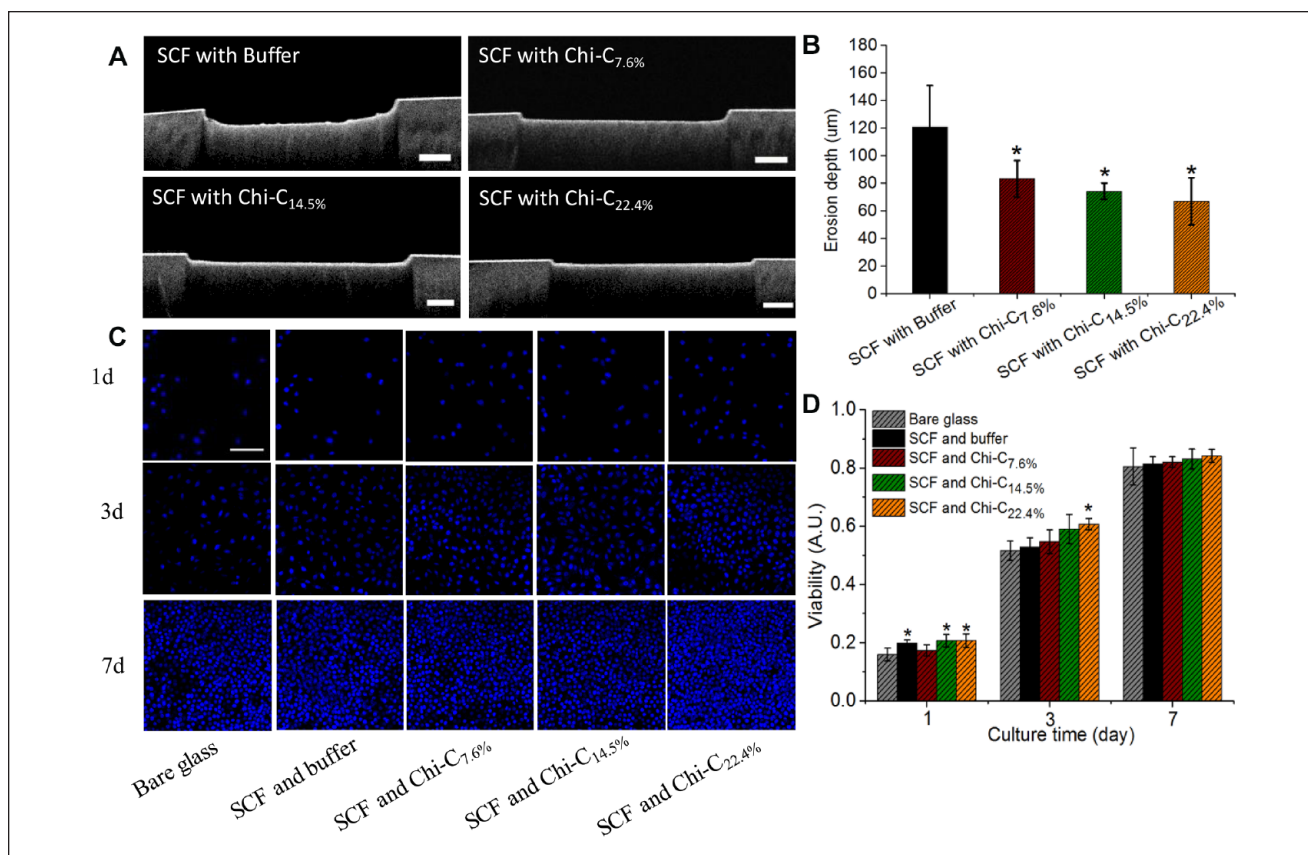 A
SCF with Buffer
SCF with Chi-C7.6%
SCF with Chi-C14.5%
SCF with Chi-C22.4%
B
180
160
140
120
100
80
60
40
20
0
Erosion depth (um)
SCF with Buffer
SCF with Chi-C7.6%
SCF with Chi-C14.5%
SCF with Chi-C22.4%
*
*
*
C
1d
3d
7d
Bare glass
SCF and buffer
SCF and Chi-C7.6%
SCF and Chi-C14.5%
SCF and Chi-C22.4%
D
1.0
0.8
0.6
0.4
0.2
0.0
Viability (A.U.)
Bare glass
SCF and buffer
SCF and Chi-C7.6%
SCF and Chi-C14.5%
SCF and Chi-C22.4%
*
* *
*
1 3 7
Culture time (day)